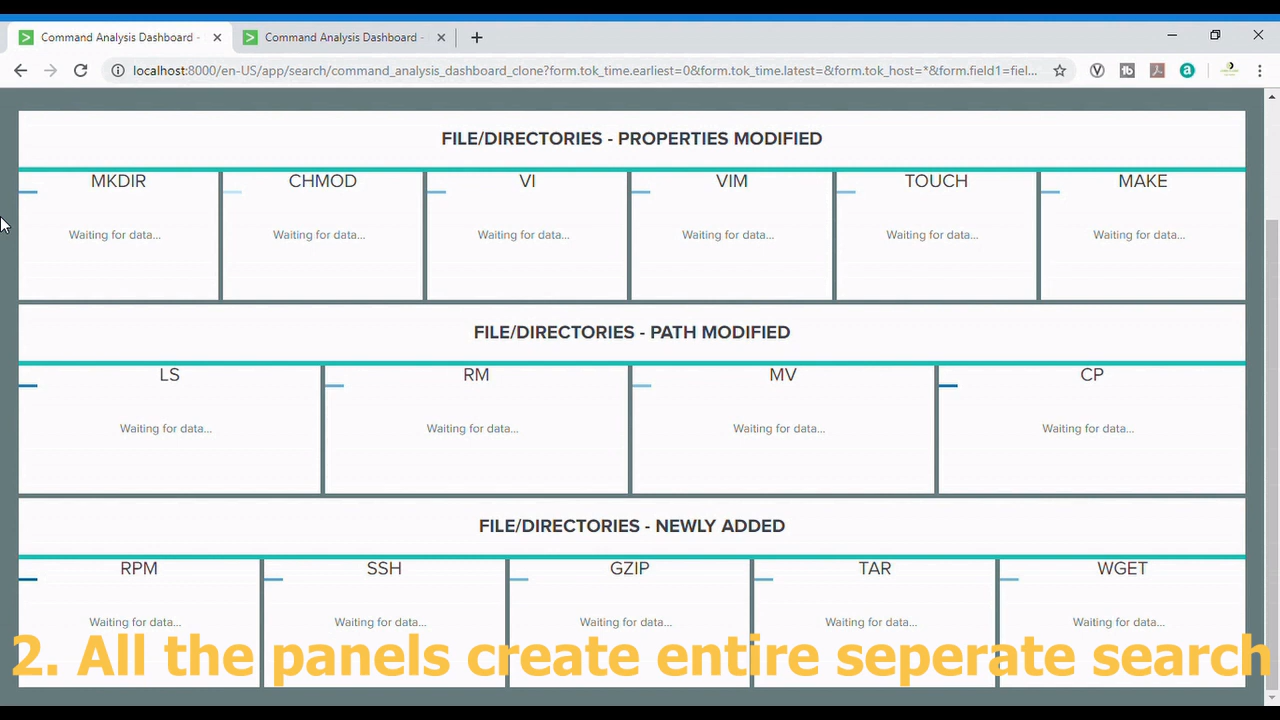 Command Analysis Dashboard -
Command Analysis Dashboard -
localhost:8000/en-US/app/search/command_analysis_dashboard_clone?form.tok_time.earliest=0&form.tok_time.latest=&form.tok_host=*&form.field1=fiel...
FILE/DIRECTORIES - PROPERTIES MODIFIED
MKDIR CHMOD VI VIM TOUCH MAKE
Waiting for data... Waiting for data... Waiting for data... Waiting for data... Waiting for data... Waiting for data...
FILE/DIRECTORIES - PATH MODIFIED
LS RM MV CP
Waiting for data... Waiting for data... Waiting for data... Waiting for data...
FILE/DIRECTORIES - NEWLY ADDED
RPM SSH GZIP TAR WGET
Waiting for data... Waiting for data... Waiting for data... Waiting for data... Waiting for data...
2. All the panels create entire seperate search